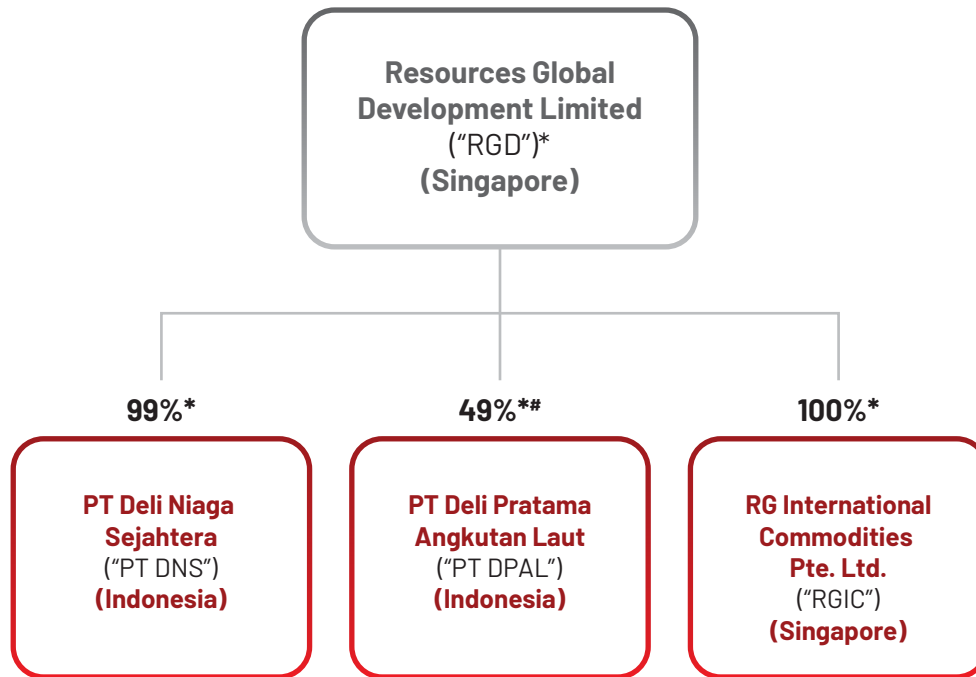 Resources Global
Development Limited
(“RGD”)*
(Singapore)
99%*
49%*#
100%*
PT Deli Niaga
Sejahtera
(“PT DNS”)
(Indonesia)
PT Deli Pratama
Angkutan Laut
(“PT DPAL”)
(Indonesia)
RG International
Commodities
Pte. Ltd.
(“RGIC”)
(Singapore)